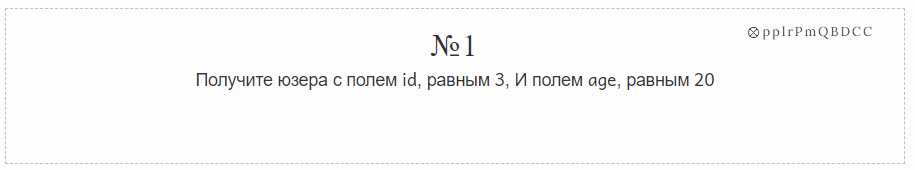 ⊗pplrPmQBDCC
№1
Получите юзера с полем id, равным 3, И полем age, равным 20